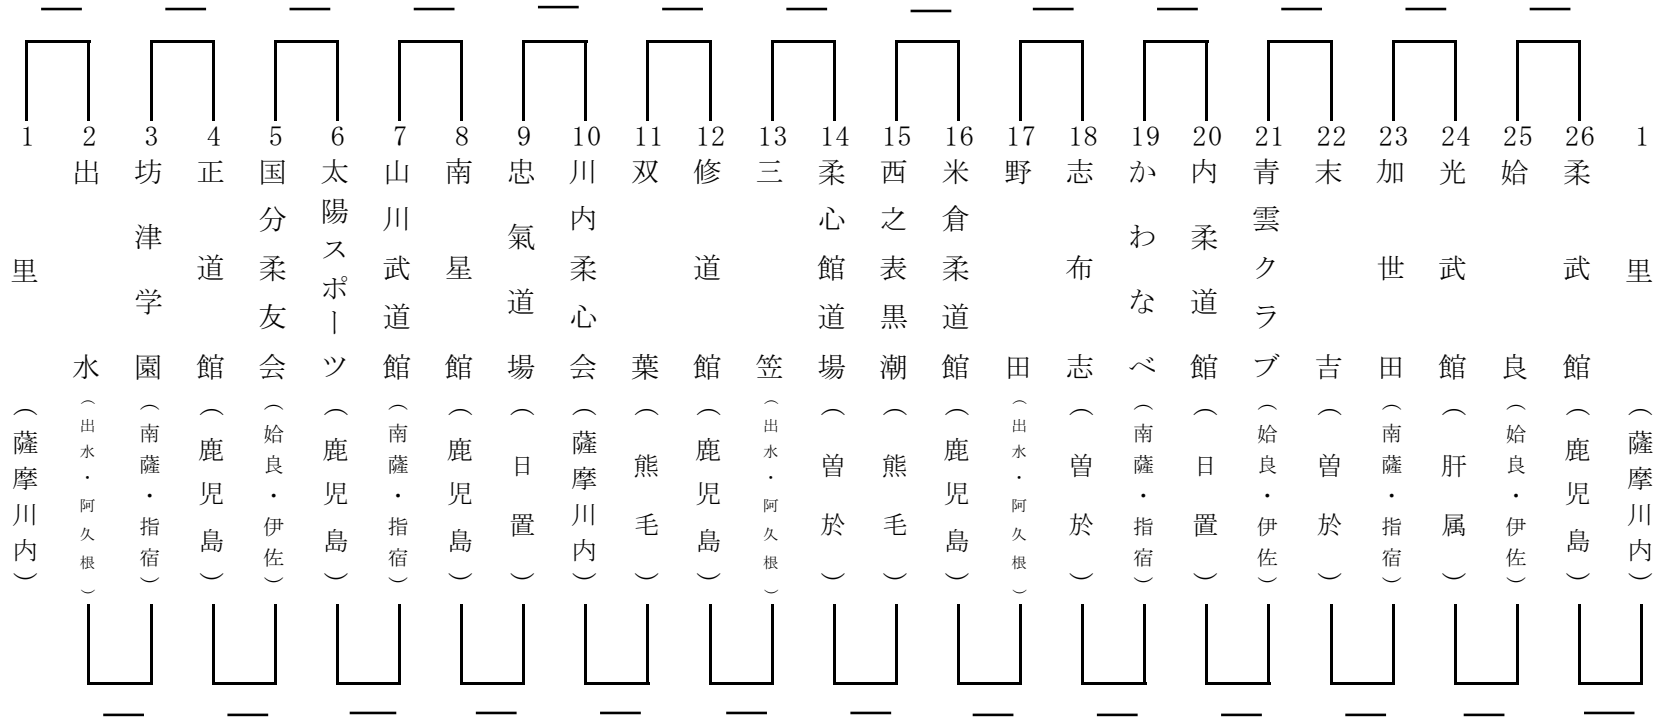 1 里 (薩摩川内)
2 出水 (出水・阿久根)
3 坊津学園 (南薩・指宿)
4 正道館 (鹿児島)
5 国分柔友会 (姶良・伊佐)
6 太陽スポーツ (鹿児島)
7 山川武道館 (南薩・指宿)
8 南星館 (鹿児島)
9 忠氣道場 (日置)
10 川内柔心会 (薩摩川内)
11 双葉 (熊毛)
12 修道館 (鹿児島)
13 三笠 (出水・阿久根)
14 柔心館道場 (曽於)
15 西之表黒潮 (熊毛)
16 米倉柔道館 (鹿児島)
17 野田 (出水・阿久根)
18 志布志 (曽於)
19 かわなべ (南薩・指宿)
20 内柔道館 (日置)
21 青雲クラブ (姶良・伊佐)
22 末吉 (曽於)
23 加世田 (南薩・指宿)
24 光武館 (肝属)
25 姶良 (姶良・伊佐)
26 柔武館 (鹿児島)
1 里 (薩摩川内)